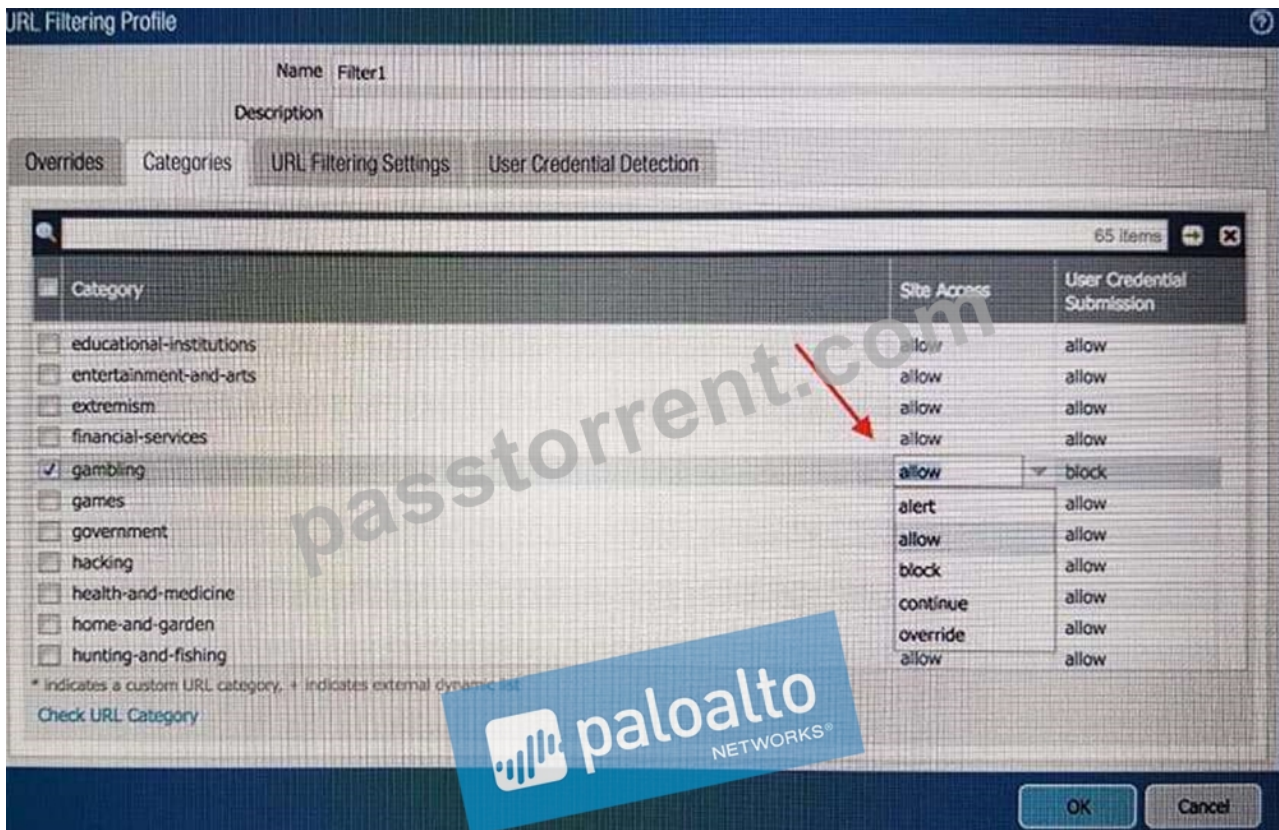 URL Filtering Profile
Name Filter1
Description
Overrides Categories URL Filtering Settings User Credential Detection
65 items
Category Site Access User Credential Submission
educational-institutions allow allow
entertainment-and-arts allow allow
extremism allow allow
financial-services allow allow
gambling allow block
games allow
alert
government allow
allow
hacking allow
block
health-and-medicine allow
continue
home-and-garden allow
override
hunting-and-fishing allow allow
* indicates a custom URL category, + indicates external dynamic list
Check URL Category
OK Cancel
passtorrent.com
paloalto
NETWORKS®